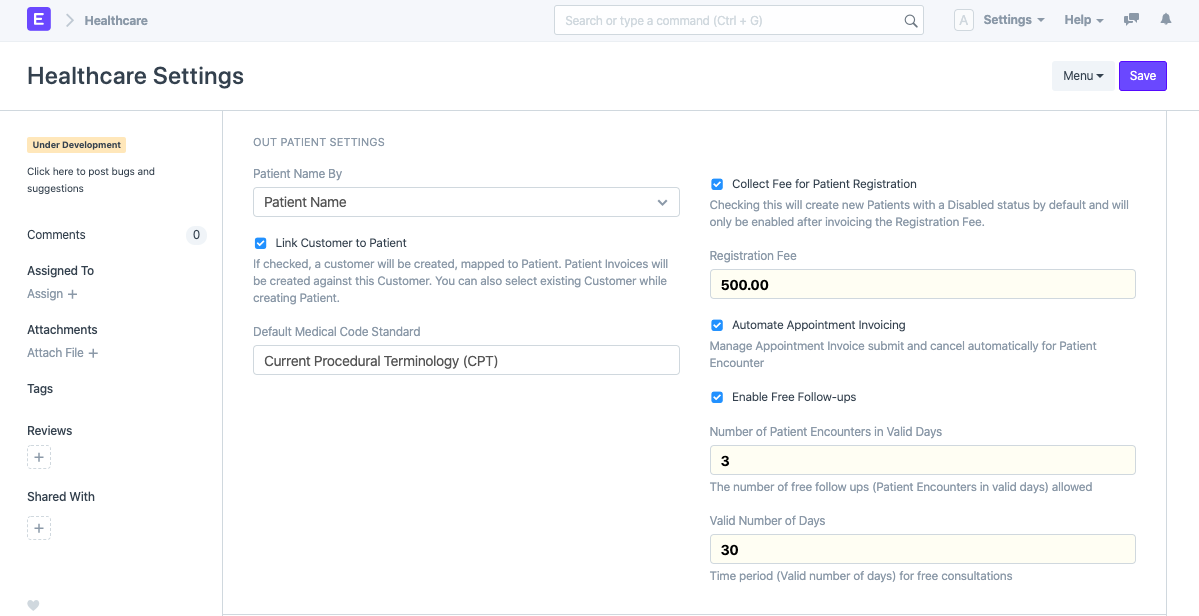 E
Healthcare
Search or type a command (Ctrl + G)
A
Settings
Help
Healthcare Settings
Menu
Save
Under Development
Click here to post bugs and
suggestions
Comments
0
Assigned To
Assign +
Attachments
Attach File +
Tags
Reviews
+
Shared With
+
OUT PATIENT SETTINGS
Patient Name By
Patient Name
Link Customer to Patient
If checked, a customer will be created, mapped to Patient. Patient Invoices will
be created against this Customer. You can also select existing Customer while
creating Patient.
Default Medical Code Standard
Current Procedural Terminology (CPT)
Collect Fee for Patient Registration
Checking this will create new Patients with a Disabled status by default and will
only be enabled after invoicing the Registration Fee.
Registration Fee
500.00
Automate Appointment Invoicing
Manage Appointment Invoice submit and cancel automatically for Patient
Encounter
Enable Free Follow-ups
Number of Patient Encounters in Valid Days
3
The number of free follow ups (Patient Encounters in valid days) allowed
Valid Number of Days
30
Time period (Valid number of days) for free consultations